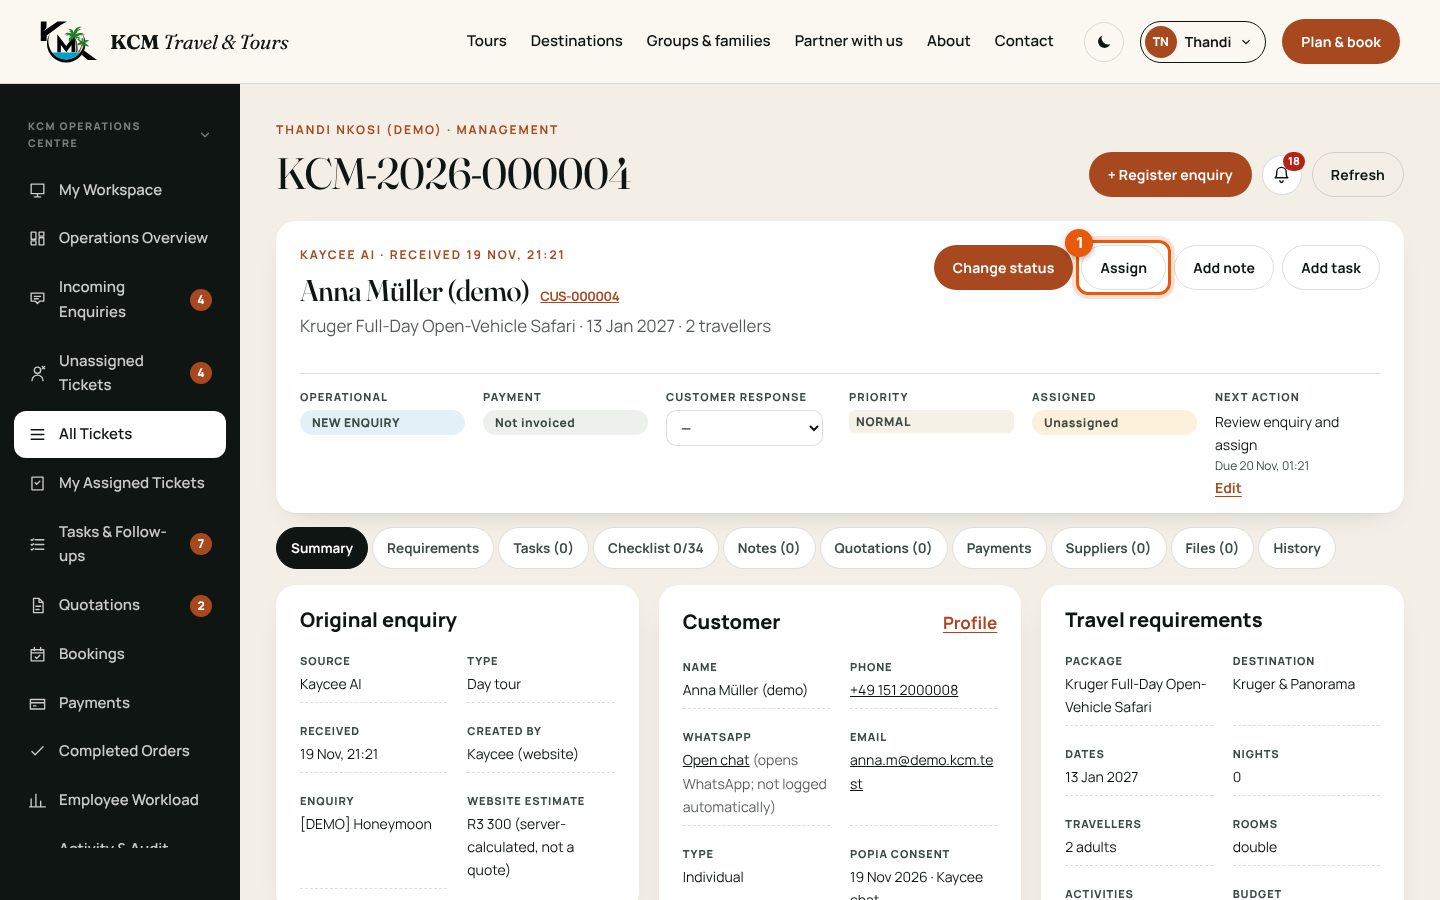 KCM Travel & Tours
Tours
Destinations
Groups & families
Partner with us
About
Contact
TN
Thandi
Plan & book
KCM OPERATIONS
CENTRE
My Workspace
Operations Overview
Incoming
Enquiries
4
Unassigned
Tickets
4
All Tickets
My Assigned Tickets
Tasks & Follow-
ups
7
Quotations
2
Bookings
Payments
Completed Orders
Employee Workload
Activity & Audit
THANDI NKOSI (DEMO) · MANAGEMENT
KCM-2026-000004
+ Register enquiry
18
Refresh
KAYCEE AI · RECEIVED 19 NOV, 21:21
Anna Müller (demo) CUS-000004
Kruger Full-Day Open-Vehicle Safari · 13 Jan 2027 · 2 travellers
Change status
1
Assign
Add note
Add task
OPERATIONAL
NEW ENQUIRY
PAYMENT
Not invoiced
CUSTOMER RESPONSE
—
PRIORITY
NORMAL
ASSIGNED
Unassigned
NEXT ACTION
Review enquiry and
assign
Due 20 Nov, 01:21
Edit
Summary
Requirements
Tasks (0)
Checklist 0/34
Notes (0)
Quotations (0)
Payments
Suppliers (0)
Files (0)
History
Original enquiry
SOURCE
Kaycee AI
TYPE
Day tour
RECEIVED
19 Nov, 21:21
CREATED BY
Kaycee (website)
ENQUIRY
[DEMO] Honeymoon
WEBSITE ESTIMATE
R3 300 (server-
calculated, not a
quote)
Customer
Profile
NAME
Anna Müller (demo)
PHONE
+49 151 2000008
WHATSAPP
Open chat (opens
WhatsApp; not logged
automatically)
EMAIL
anna.m@demo.kcm.te
st
TYPE
Individual
POPIA CONSENT
19 Nov 2026 · Kaycee
chat
Travel requirements
PACKAGE
Kruger Full-Day Open-
Vehicle Safari
DESTINATION
Kruger & Panorama
DATES
13 Jan 2027
NIGHTS
0
TRAVELLERS
2 adults
ROOMS
double
ACTIVITIES
BUDGET